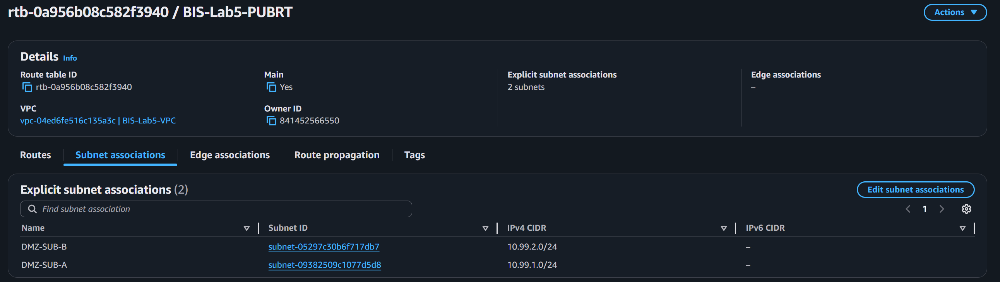 rtb-0a956b08c582f3940 / BIS-Lab5-PUBRT
Actions
Details Info
Route table ID
rtb-0a956b08c582f3940
Main
Yes
Explicit subnet associations
2 subnets
Edge associations
–
VPC
vpc-04ed6fe516c135a3c | BIS-Lab5-VPC
Owner ID
841452566550
Routes Subnet associations Edge associations Route propagation Tags
Explicit subnet associations (2)
Edit subnet associations
Find subnet association
1
Name Subnet ID IPv4 CIDR IPv6 CIDR
DMZ-SUB-B subnet-05297c30b6f717db7 10.99.2.0/24 –
DMZ-SUB-A subnet-09382509c1077d5d8 10.99.1.0/24 –